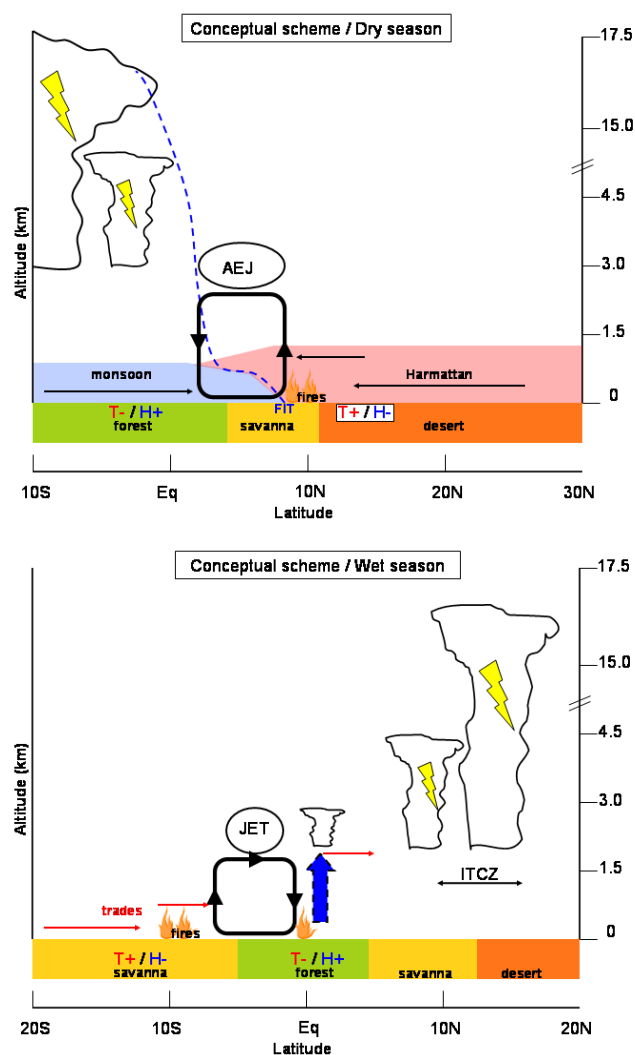 Conceptual scheme / Dry season
17.5
15.0
4.5
3.0
1.5
0
Altitude (km)
AEJ
monsoon
Harmattan
fires
FIT
T- / H+
T+ / H-
forest
savanna
desert
10S
Eq
10N
20N
30N
Latitude
Conceptual scheme / Wet season
17.5
15.0
4.5
3.0
1.5
0
Altitude (km)
JET
ITCZ
trades
fires
T+ / H-
T- / H+
savanna
forest
savanna
desert
20S
10S
Eq
10N
20N
Latitude